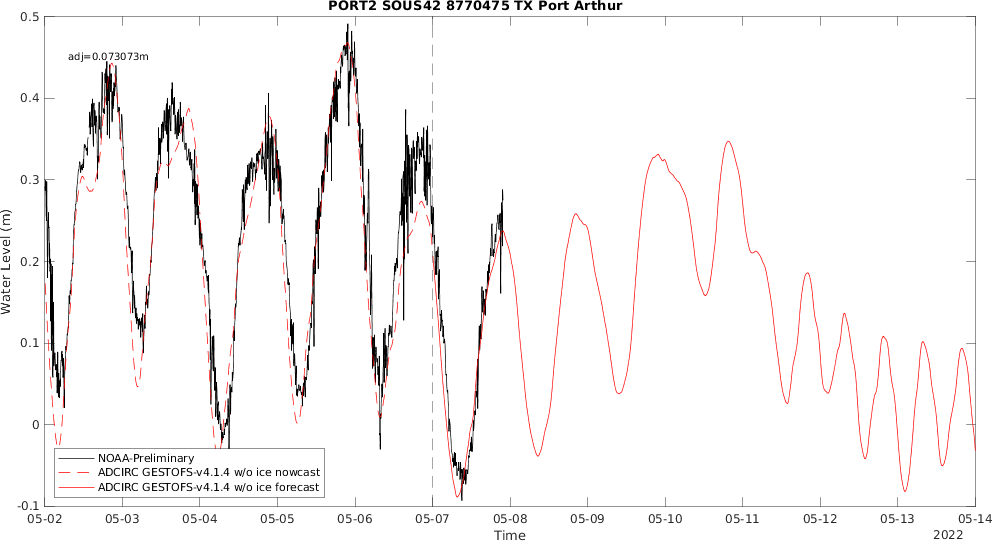 PORT2 SOUS42 8770475 TX Port Arthur
0.5
adj=0.073073m
0.4
0.3
0.2
0.1
0
-0.1
Water Level (m)
NOAA-Preliminary
ADCIRC GESTOFS-v4.1.4 w/o ice nowcast
ADCIRC GESTOFS-v4.1.4 w/o ice forecast
05-02 05-03 05-04 05-05 05-06 05-07 05-08 05-09 05-10 05-11 05-12 05-13 05-14
Time
2022